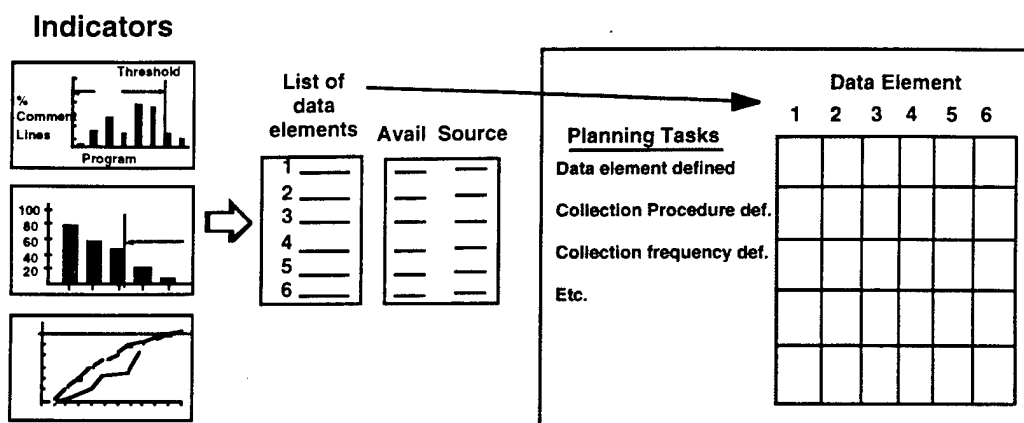 Indicators
Threshold
%
Comment
Lines
Program
100
80
60
40
20
List of
data
elements
Avail Source
1
2
3
4
5
6
Data Element
1 2 3 4 5 6
Planning Tasks
Data element defined
Collection Procedure def.
Collection frequency def.
Etc.